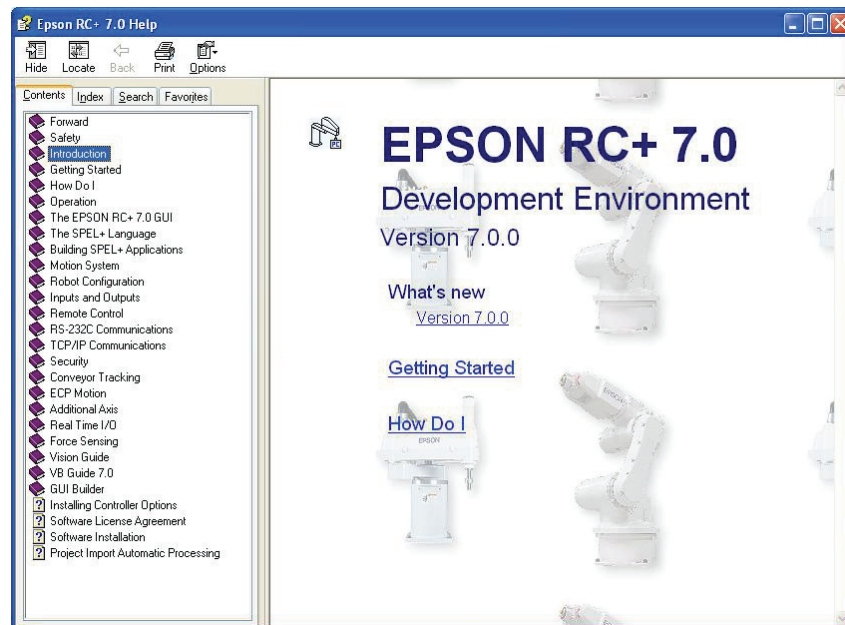 Epson RC+ 7.0 Help
Hide Locate Back Print Options
Contents Index Search Favorites
Forward
Safety
Introduction
Getting Started
How Do I
Operation
The EPSON RC+ 7.0 GUI
The SPEL+ Language
Building SPEL+ Applications
Motion System
Robot Configuration
Inputs and Outputs
Remote Control
RS-232C Communications
TCP/IP Communications
Security
Conveyor Tracking
ECP Motion
Additional Axis
Real Time I/O
Force Sensing
Vision Guide
VB Guide 7.0
GUI Builder
Installing Controller Options
Software License Agreement
Software Installation
Project Import Automatic Processing
EPSON RC+ 7.0
Development Environment
Version 7.0.0
What's new
Version 7.0.0
Getting Started
How Do I
EPSON